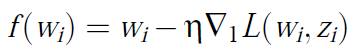 f(wᵢ) = wᵢ − η∇₁L(wᵢ, zᵢ)